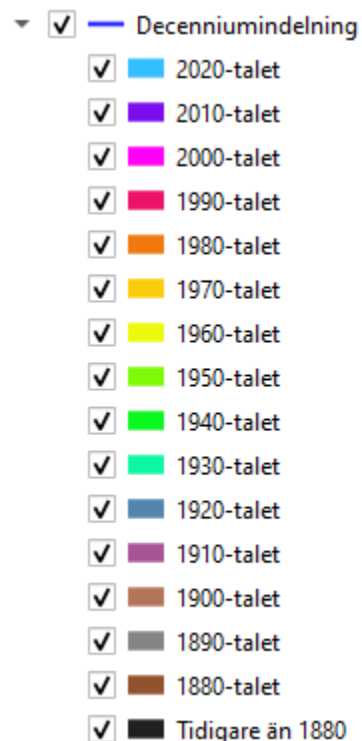 Decenniumindelning
2020-talet
2010-talet
2000-talet
1990-talet
1980-talet
1970-talet
1960-talet
1950-talet
1940-talet
1930-talet
1920-talet
1910-talet
1900-talet
1890-talet
1880-talet
Tidigare än 1880